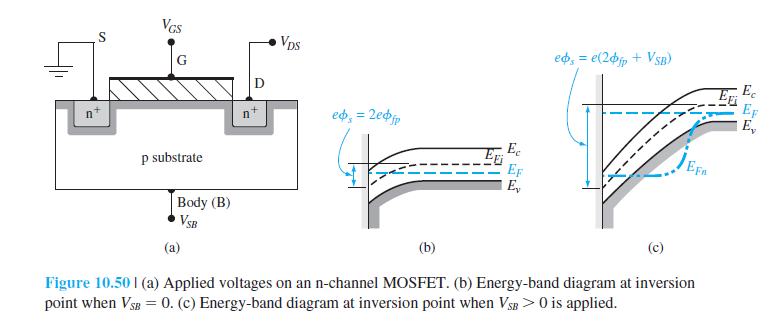 S
V_GS
G
V_DS
D
n+
n+
p substrate
Body (B)
V_SB
(a)
eϕ_s = 2eϕ_fp
E_c
E_Fi
E_F
E_v
(b)
eϕ_s = e(2ϕ_fp + V_SB)
E_c
E_Fi
E_F
E_v
E_Fn
(c)
Figure 10.50 | (a) Applied voltages on an n-channel MOSFET. (b) Energy-band diagram at inversion
point when V_SB = 0. (c) Energy-band diagram at inversion point when V_SB > 0 is applied.